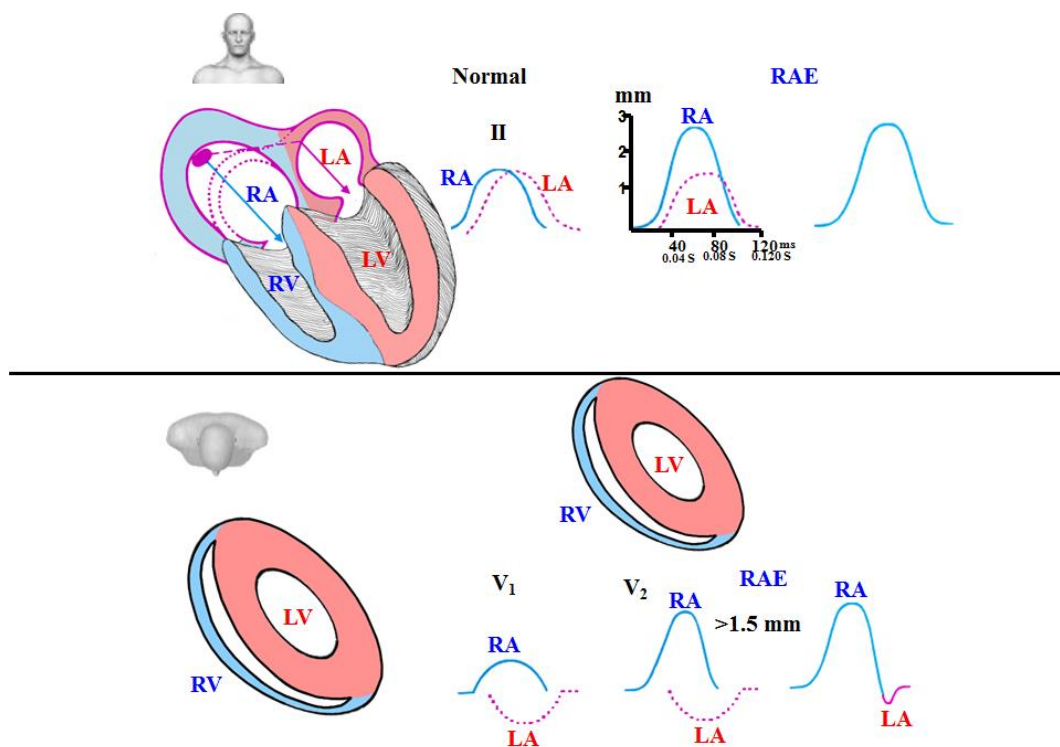 Normal
RAE
mm
II
3
RA
LA
RA
LA
2
RA
LA
1
LA
RV
LV
40
80
120 ms
0.04 S
0.08 S
0.120 S
LV
RV
V1
V2
RAE
RA
RA
>1.5 mm
LV
RA
RV
LA
LA
LA